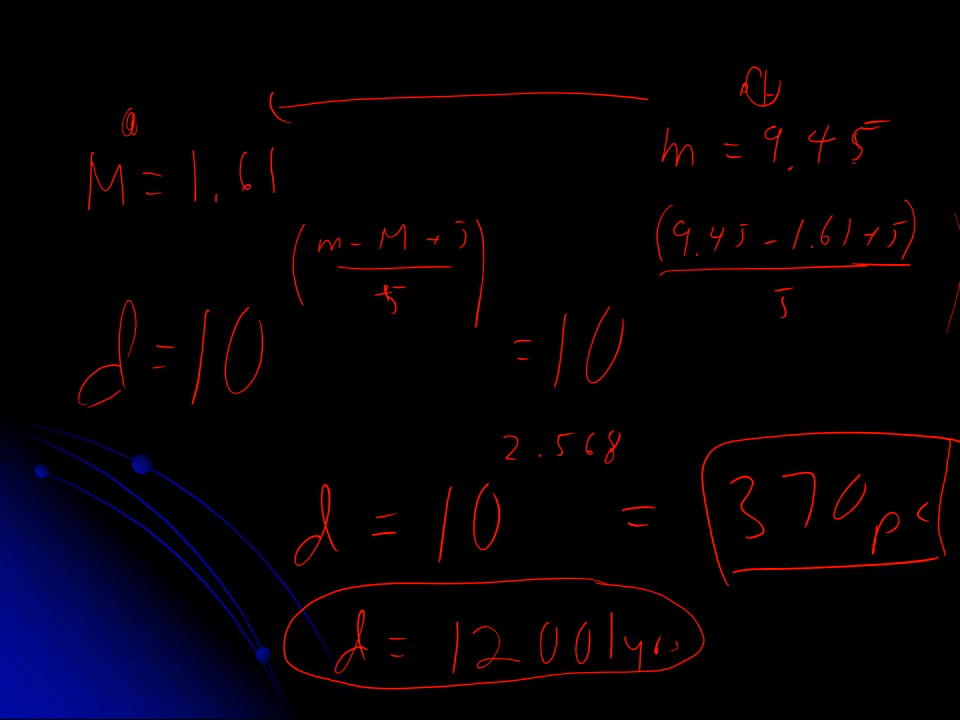 M = 1.61
m = 9.45
d = 10^((m - M + 5)/5) = 10^((9.45 - 1.61 + 5)/5)
d = 10^2.568 = 370 pc
d = 1200 lyrs